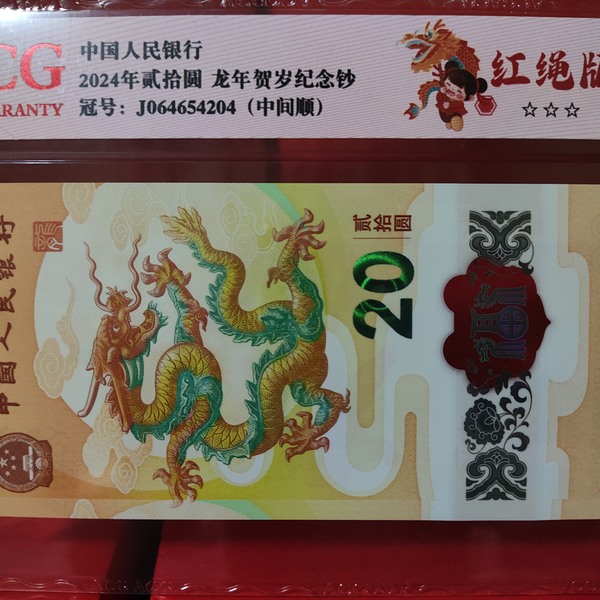 CG
ARANTY
中国人民银行
2024年贰拾圆 龙年贺岁纪念钞
冠号：J064654204（中间顺）
红绳版
☆☆☆
中国人民银行
贰拾圆
20